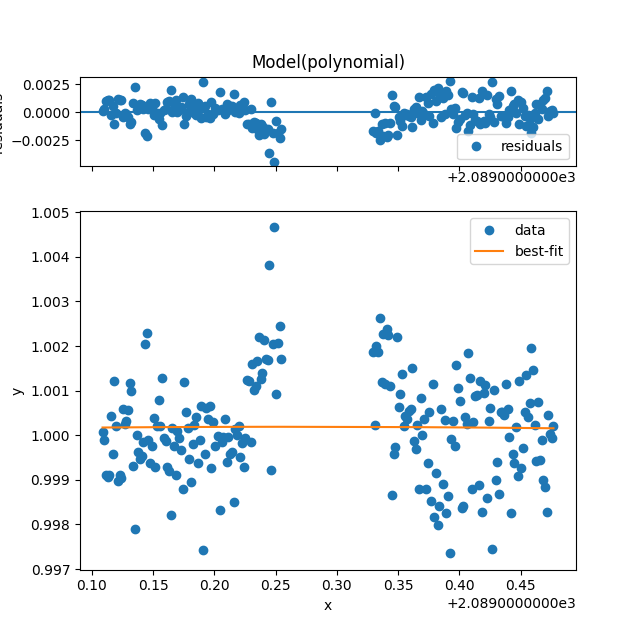 Model(polynomial)
0.0025
0.0000
−0.0025
residuals
residuals
+2.0890000000e3
1.005
1.004
1.003
1.002
1.001
1.000
0.999
0.998
0.997
y
data
best-fit
0.10 0.15 0.20 0.25 0.30 0.35 0.40 0.45
x
+2.0890000000e3